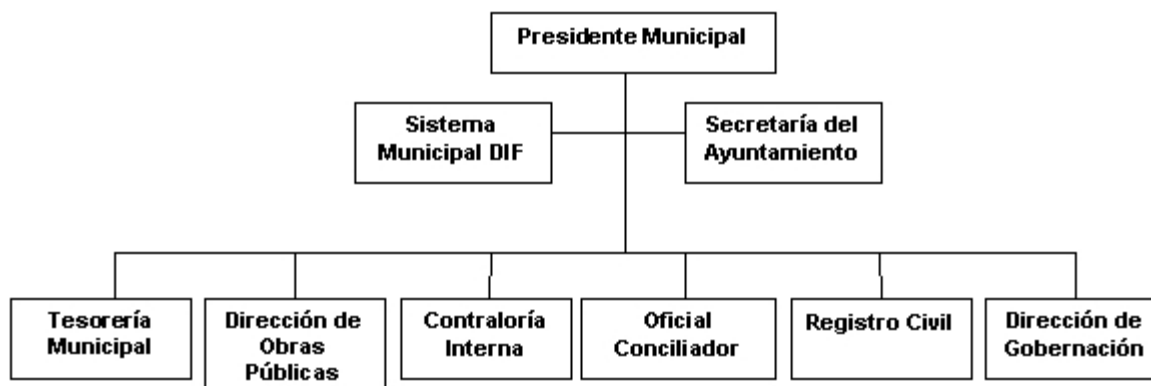 Presidente Municipal
Sistema
Municipal DIF
Secretaría del
Ayuntamiento
Tesorería
Municipal
Dirección de
Obras
Públicas
Contraloría
Interna
Oficial
Conciliador
Registro Civil
Dirección de
Gobernación